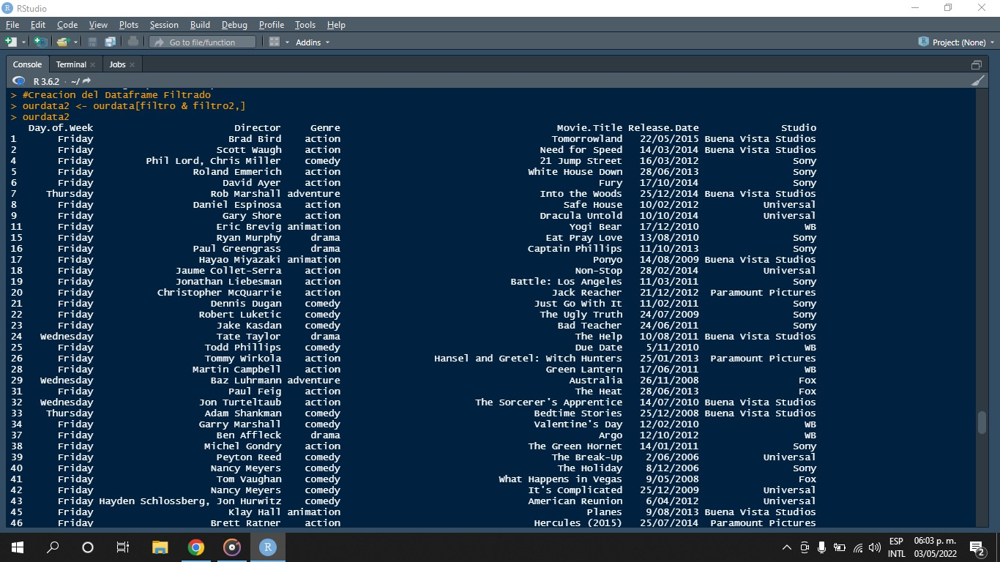 RStudio
File Edit Code View Plots Session Build Debug Profile Tools Help
Go to file/function Addins Project: (None)
Console Terminal Jobs
R 3.6.2 · ~/
> #Creacion del Dataframe Filtrado
> ourdata2 <- ourdata[filtro & filtro2,]
> ourdata2
Day.of.Week Director Genre Movie.Title Release.Date Studio
1 Friday Brad Bird action Tomorrowland 22/05/2015 Buena Vista Studios
2 Friday Scott Waugh action Need for Speed 14/03/2014 Buena Vista Studios
4 Friday Phil Lord, Chris Miller comedy 21 Jump Street 16/03/2012 Sony
5 Friday Roland Emmerich action White House Down 28/06/2013 Sony
6 Friday David Ayer action Fury 17/10/2014 Sony
7 Thursday Rob Marshall adventure Into the Woods 25/12/2014 Buena Vista Studios
8 Friday Daniel Espinosa action Safe House 10/02/2012 Universal
9 Friday Gary Shore action Dracula Untold 10/10/2014 Universal
11 Friday Eric Brevig animation Yogi Bear 17/12/2010 WB
15 Friday Ryan Murphy drama Eat Pray Love 13/08/2010 Sony
16 Friday Paul Greengrass drama Captain Phillips 11/10/2013 Sony
17 Friday Hayao Miyazaki animation Ponyo 14/08/2009 Buena Vista Studios
18 Friday Jaume Collet-Serra action Non-Stop 28/02/2014 Universal
19 Friday Jonathan Liebesman action Battle: Los Angeles 11/03/2011 Sony
20 Friday Christopher McQuarrie action Jack Reacher 21/12/2012 Paramount Pictures
21 Friday Dennis Dugan comedy Just Go With It 11/02/2011 Sony
22 Friday Robert Luketic comedy The Ugly Truth 24/07/2009 Sony
23 Friday Jake Kasdan comedy Bad Teacher 24/06/2011 Sony
24 Wednesday Tate Taylor drama The Help 10/08/2011 Buena Vista Studios
25 Friday Todd Phillips comedy Due Date 5/11/2010 WB
26 Friday Tommy Wirkola action Hansel and Gretel: Witch Hunters 25/01/2013 Paramount Pictures
28 Friday Martin Campbell action Green Lantern 17/06/2011 WB
29 Wednesday Baz Luhrmann adventure Australia 26/11/2008 Fox
31 Friday Paul Feig action The Heat 28/06/2013 Fox
32 Wednesday Jon Turteltaub action The Sorcerer's Apprentice 14/07/2010 Buena Vista Studios
33 Thursday Adam Shankman comedy Bedtime Stories 25/12/2008 Buena Vista Studios
34 Friday Garry Marshall comedy Valentine's Day 12/02/2010 WB
37 Friday Ben Affleck drama Argo 12/10/2012 WB
38 Friday Michel Gondry action The Green Hornet 14/01/2011 Sony
39 Friday Peyton Reed comedy The Break-Up 2/06/2006 Universal
40 Friday Nancy Meyers comedy The Holiday 8/12/2006 Sony
41 Friday Tom Vaughan comedy What Happens in Vegas 9/05/2008 Fox
42 Friday Nancy Meyers comedy It's Complicated 25/12/2009 Universal
43 Friday Hayden Schlossberg, Jon Hurwitz comedy American Reunion 6/04/2012 Universal
45 Friday Klay Hall animation Planes 9/08/2013 Buena Vista Studios
46 Friday Brett Ratner action Hercules (2015) 25/07/2014 Paramount Pictures
ESP 06:03 p. m.
INTL 03/05/2022 2